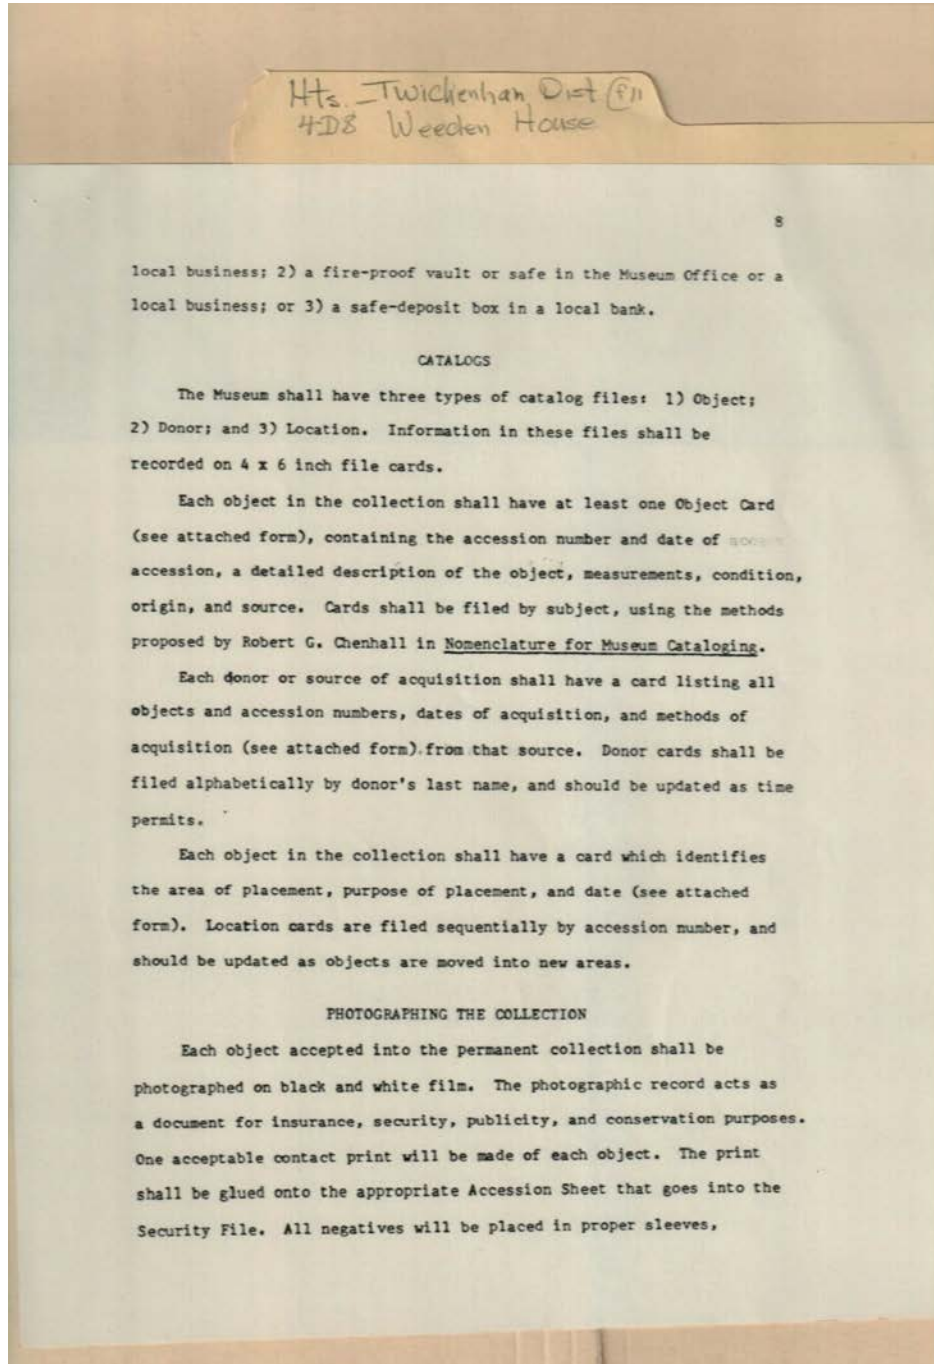 Hts. - Twickenham Dist
4-D8 Weeden House
8
local business; 2) a fire-proof vault or safe in the Museum Office or a
local business; or 3) a safe-deposit box in a local bank.
CATALOGS
The Museum shall have three types of catalog files: 1) Object;
2) Donor; and 3) Location. Information in these files shall be
recorded on 4 x 6 inch file cards.
Each object in the collection shall have at least one Object Card
(see attached form), containing the accession number and date of
accession, a detailed description of the object, measurements, condition,
origin, and source. Cards shall be filed by subject, using the methods
proposed by Robert G. Chenhall in Nomenclature for Museum Cataloging.
Each donor or source of acquisition shall have a card listing all
objects and accession numbers, dates of acquisition, and methods of
acquisition (see attached form) from that source. Donor cards shall be
filed alphabetically by donor's last name, and should be updated as time
permits.
Each object in the collection shall have a card which identifies
the area of placement, purpose of placement, and date (see attached
form). Location cards are filed sequentially by accession number, and
should be updated as objects are moved into new areas.
PHOTOGRAPHING THE COLLECTION
Each object accepted into the permanent collection shall be
photographed on black and white film. The photographic record acts as
a document for insurance, security, publicity, and conservation purposes.
One acceptable contact print will be made of each object. The print
shall be glued onto the appropriate Accession Sheet that goes into the
Security File. All negatives will be placed in proper sleeves,